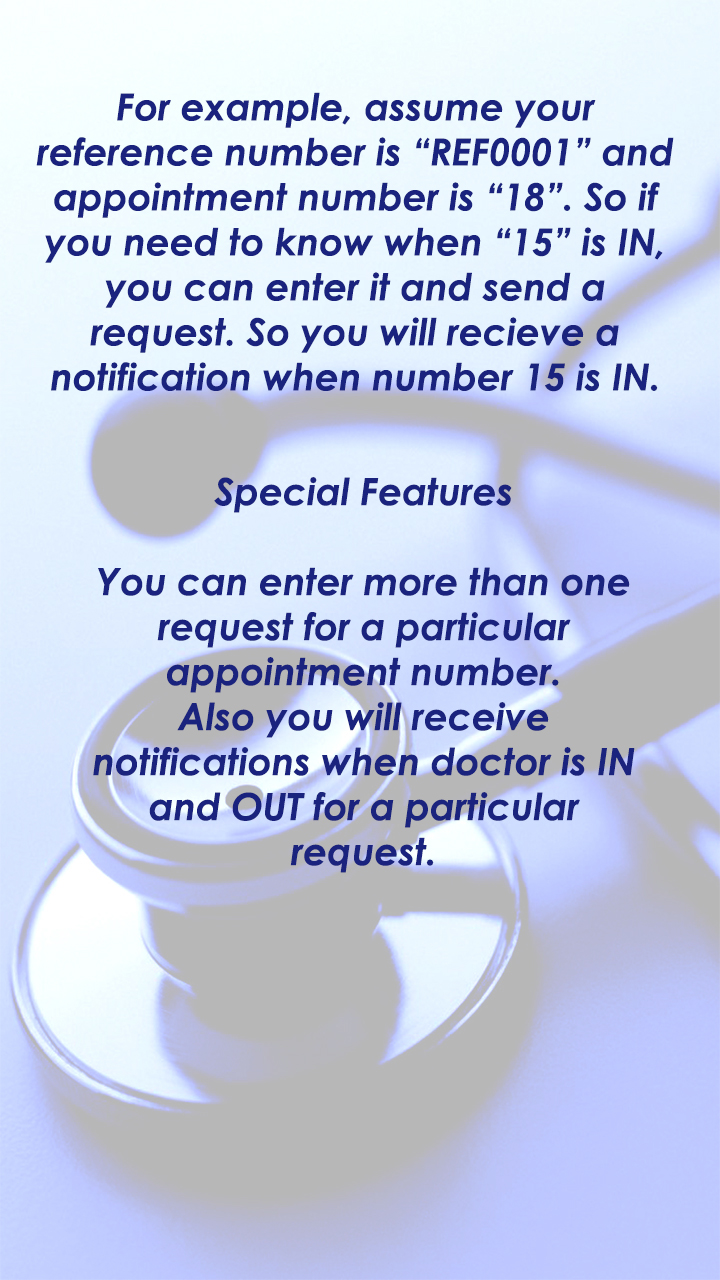 For example, assume your
reference number is “REF0001” and
appointment number is “18”. So if
you need to know when “15” is IN,
you can enter it and send a
request. So you will recieve a
notification when number 15 is IN.
Special Features
You can enter more than one
request for a particular
appointment number.
Also you will receive
notifications when doctor is IN
and OUT for a particular
request.